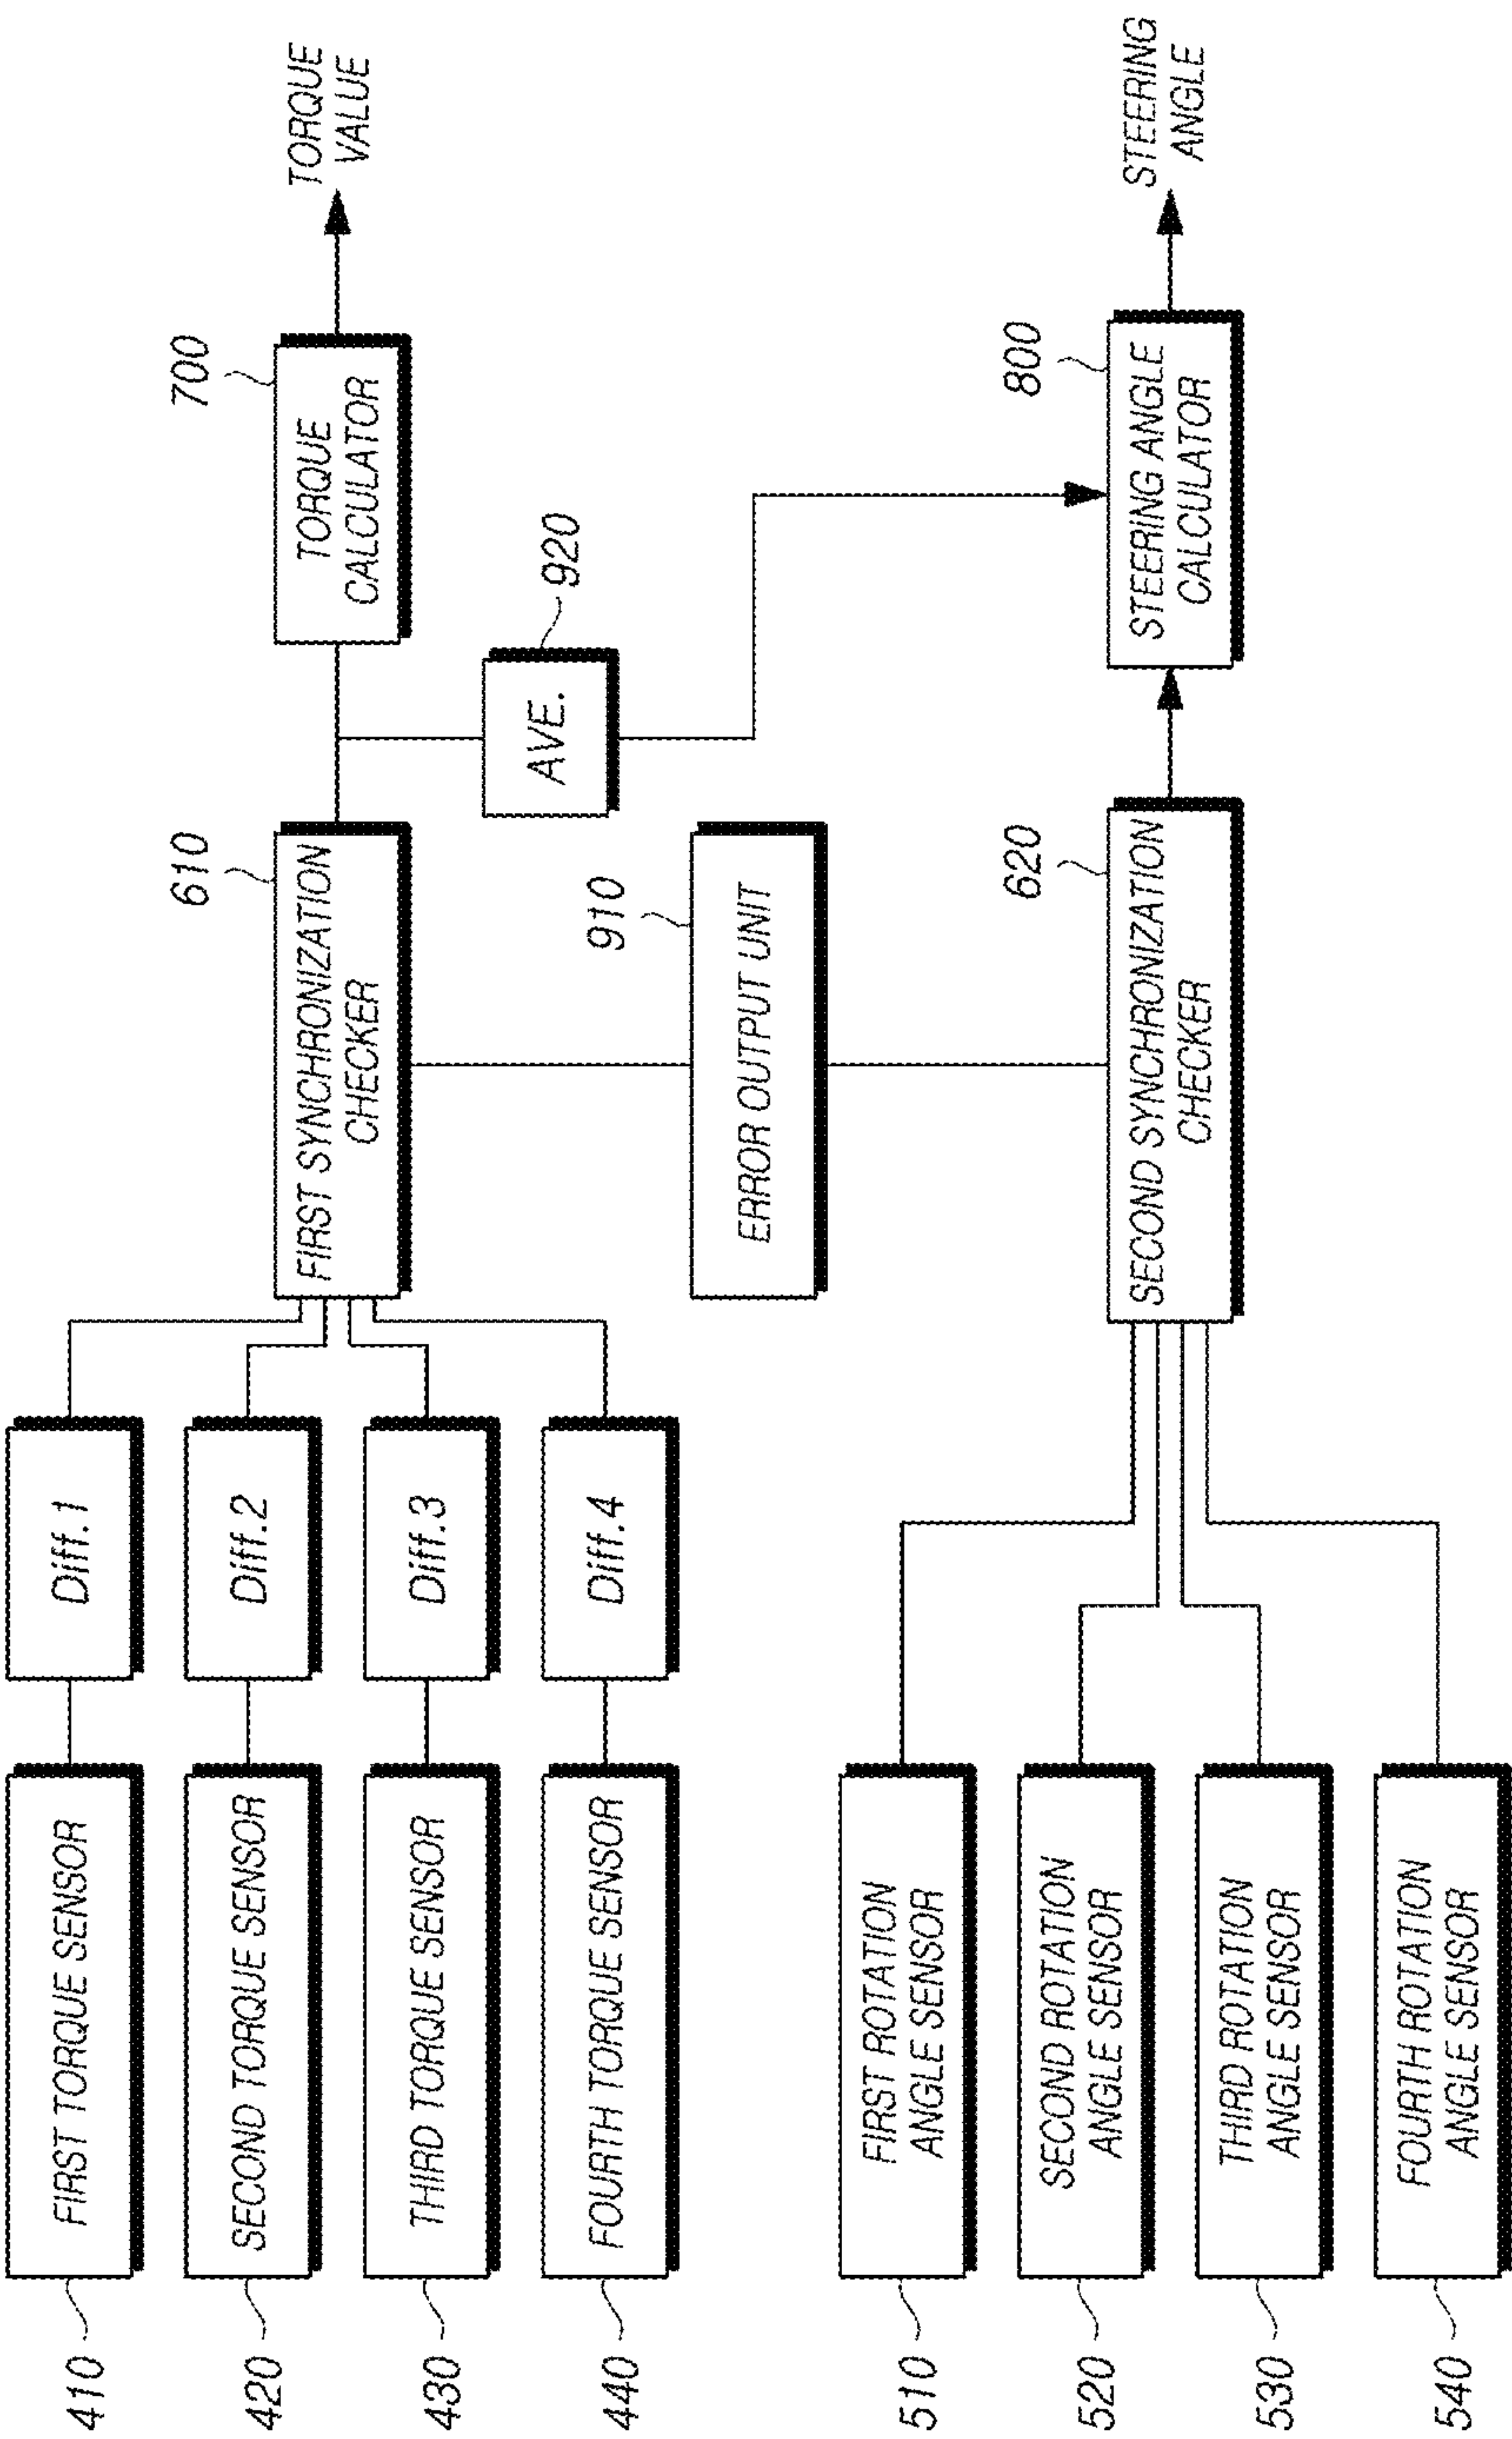 410
FIRST TORQUE SENSOR
Diff.1
420
SECOND TORQUE SENSOR
Diff.2
430
THIRD TORQUE SENSOR
Diff.3
440
FOURTH TORQUE SENSOR
Diff.4
610
FIRST SYNCHRONIZATION
CHECKER
700
TORQUE
CALCULATOR
TORQUE
VALUE
AVE.
920
910
ERROR OUTPUT UNIT
510
FIRST ROTATION
ANGLE SENSOR
520
SECOND ROTATION
ANGLE SENSOR
530
THIRD ROTATION
ANGLE SENSOR
540
FOURTH ROTATION
ANGLE SENSOR
620
SECOND SYNCHRONIZATION
CHECKER
800
STEERING ANGLE
CALCULATOR
STEERING
ANGLE